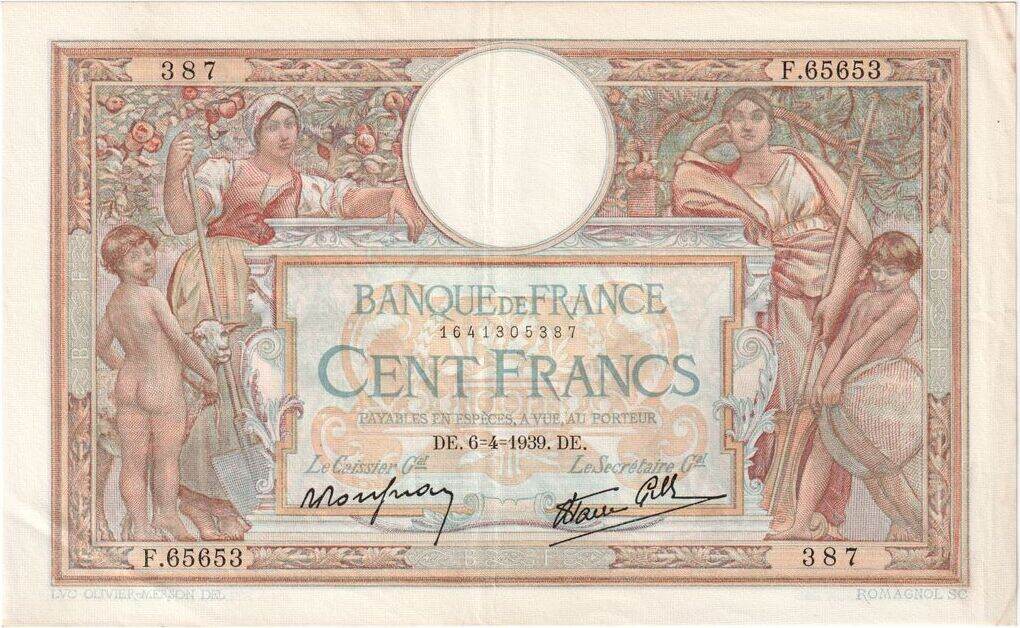 387
F.65653
BANQUE DE FRANCE
1641305387
CENT FRANCS
PAYABLES EN ESPÈCES, A VUE, AU PORTEUR
DE. 6=4=1939. DE.
Le Caissier Gal
Le Secrétaire Gal
F.65653
387
LVC OLIVIER-MERSON DEL
ROMAGNOL SC